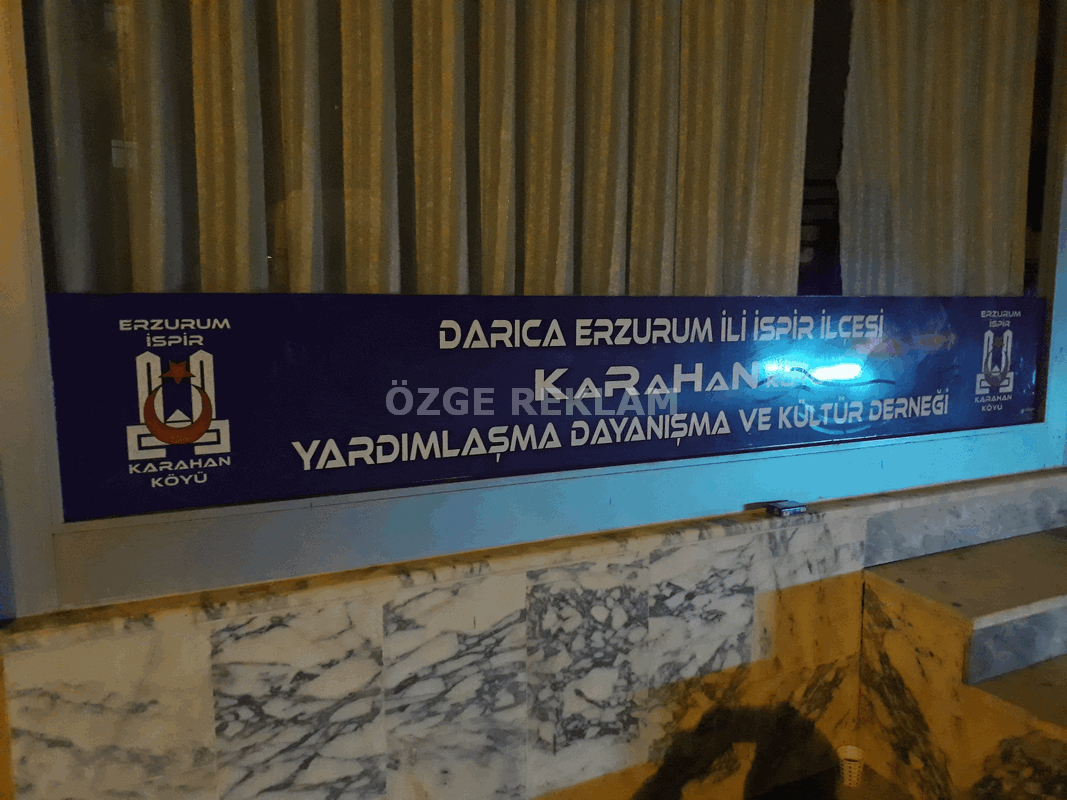 ERZURUM
İSPİR
KARAHAN
KÖYÜ
DARICA ERZURUM İLİ İSPİR İLÇESİ
KaRaHaN
YARDIMLAŞMA DAYANIŞMA VE KÜLTÜR DERNEĞİ
ERZURUM
İSPİR
KARAHAN
KÖYÜ
ÖZGE REKLAM